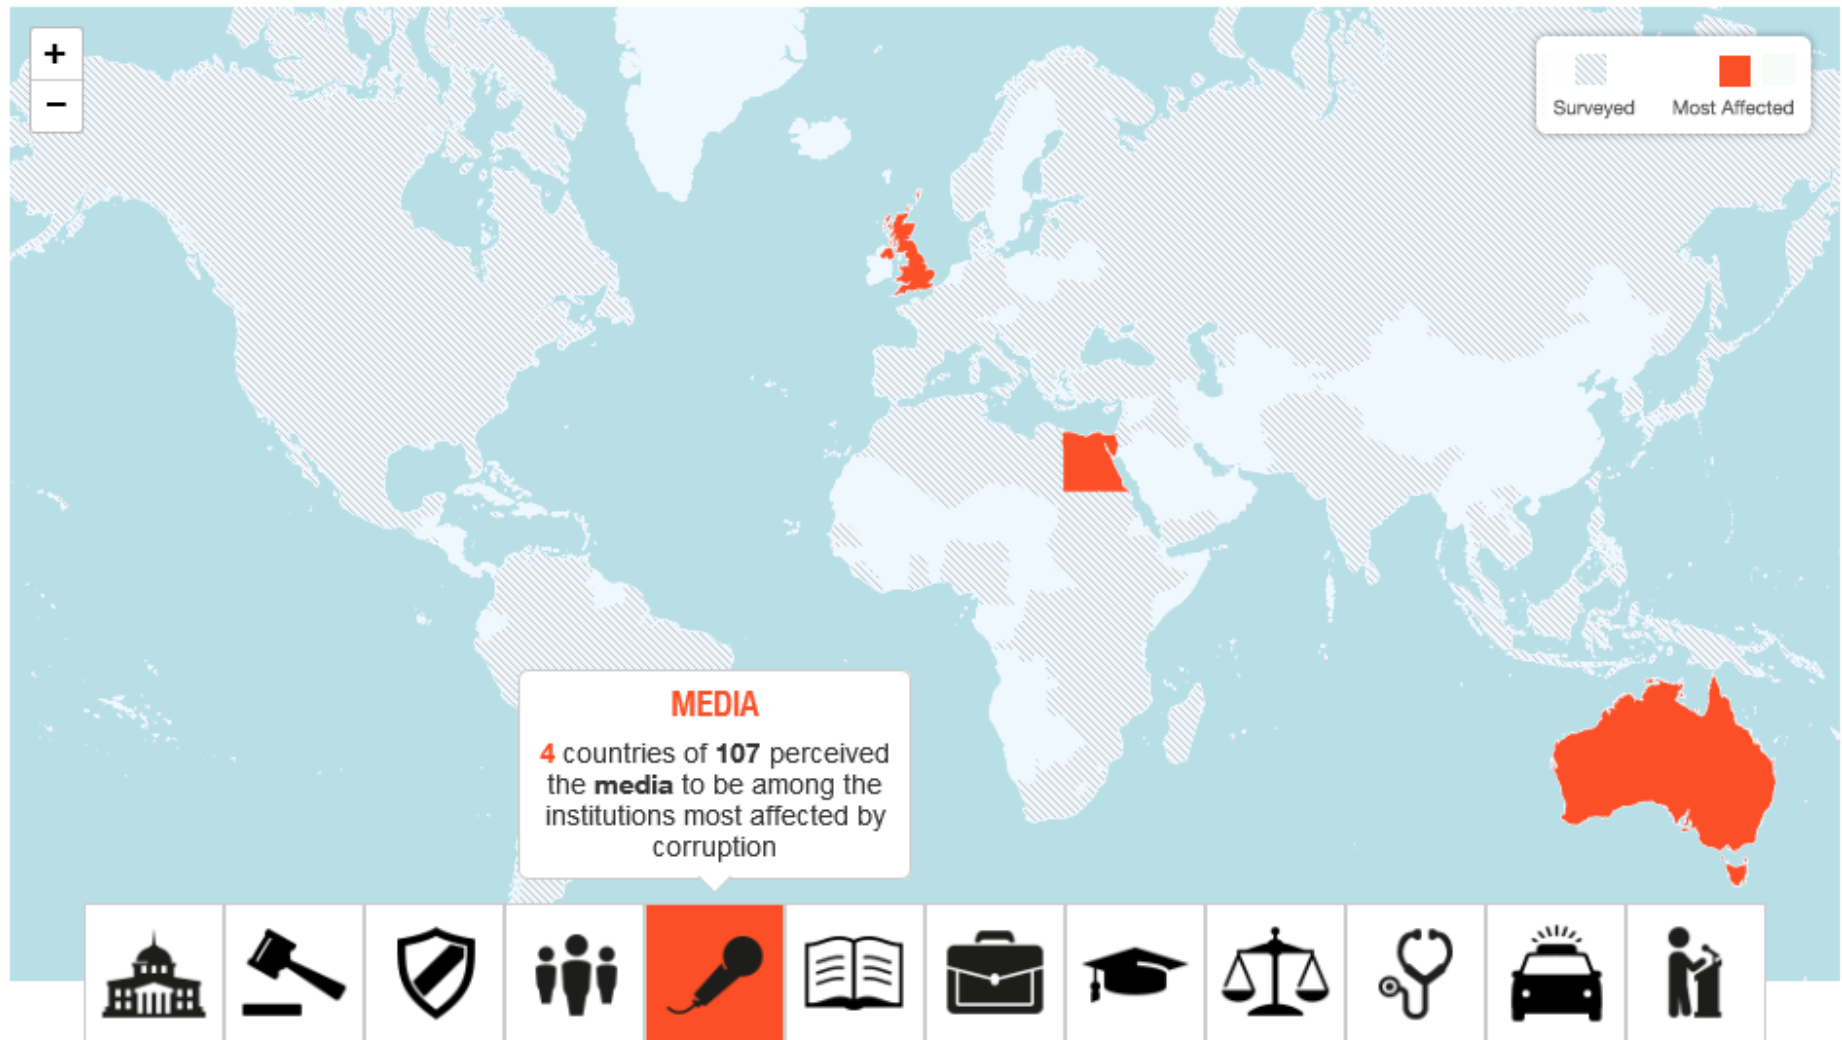 +
−
Surveyed
Most Affected
MEDIA
4 countries of 107 perceived
the media to be among the
institutions most affected by
corruption